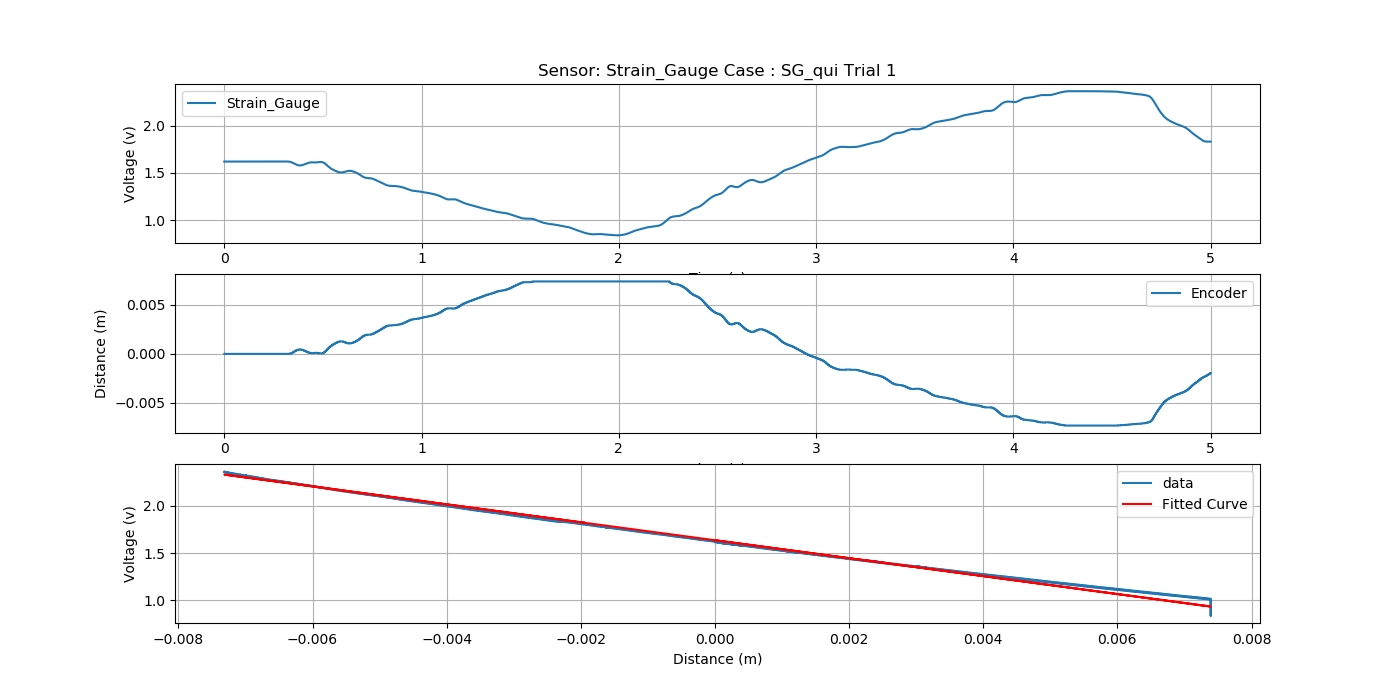 Sensor: Strain_Gauge Case : SG_qui Trial 1
Strain_Gauge
Voltage (v)
2.0
1.5
1.0
0 1 2 3 4 5
Encoder
Distance (m)
0.005
0.000
−0.005
0 1 2 3 4 5
data
Fitted Curve
Voltage (v)
2.0
1.5
1.0
−0.008 −0.006 −0.004 −0.002 0.000 0.002 0.004 0.006 0.008
Distance (m)